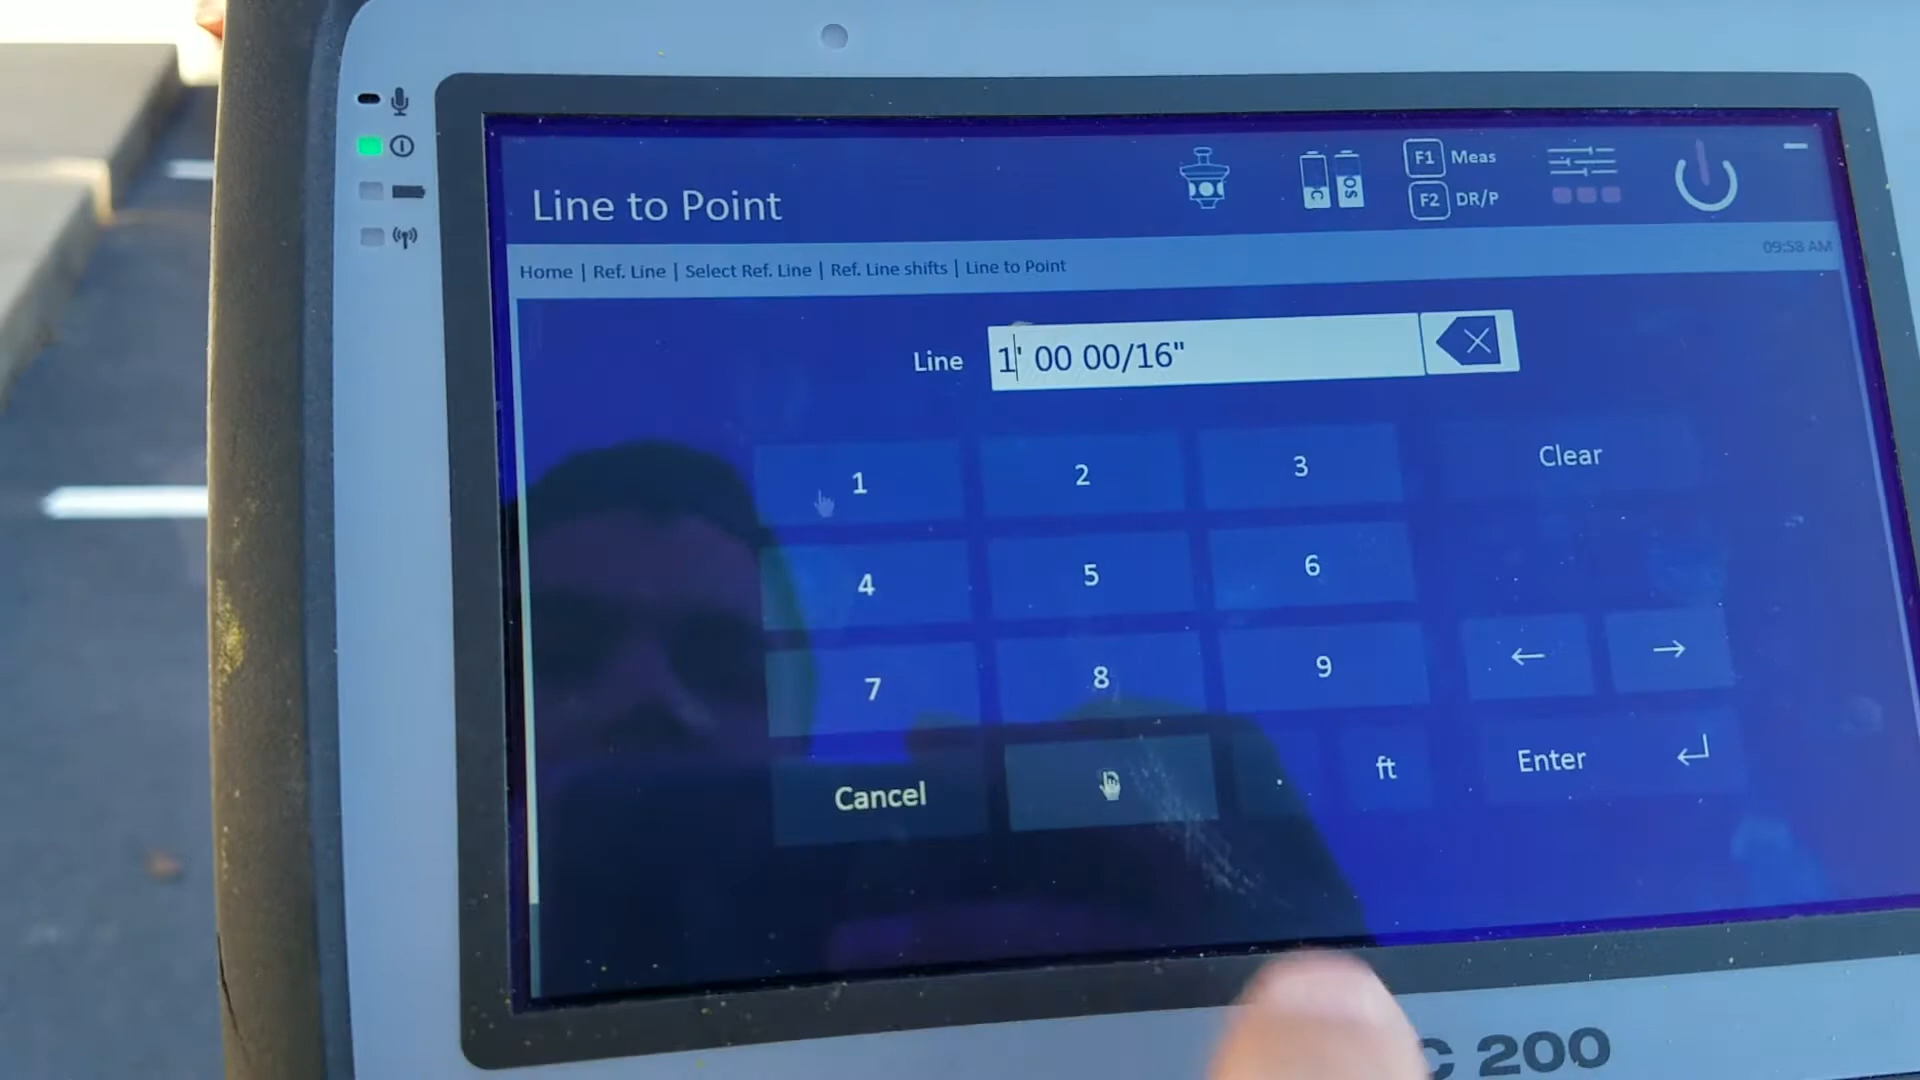 Line to Point
C
OS
F1 Meas
F2 DR/P
Home | Ref. Line | Select Ref. Line | Ref. Line shifts | Line to Point
09:58 AM
Line 1' 00 00/16"
1 2 3 Clear
4 5 6
7 8 9 ← →
Cancel . ft Enter
C 200